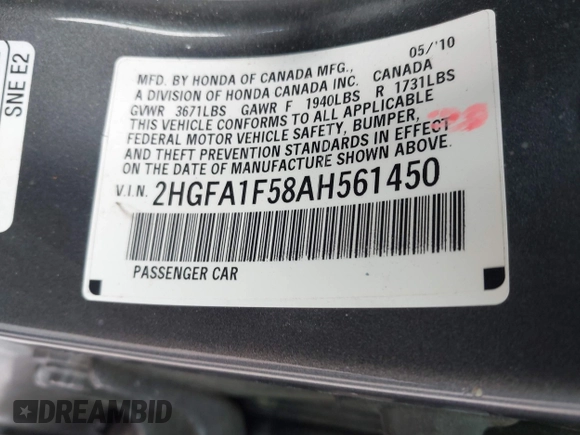 SNE E2
05/'10
MFD. BY HONDA OF CANADA MFG.,
A DIVISION OF HONDA CANADA INC. CANADA
GVWR 3671LBS GAWR F 1940LBS R 1731LBS
THIS VEHICLE CONFORMS TO ALL APPLICABLE
FEDERAL MOTOR VEHICLE SAFETY, BUMPER,
AND THEFT PREVENTION STANDARDS IN EFFECT
ON THE DATE OF MANUFACTURE SHOWN ABOVE.
V.I.N. 2HGFA1F58AH561450
PASSENGER CAR
DREAMBID